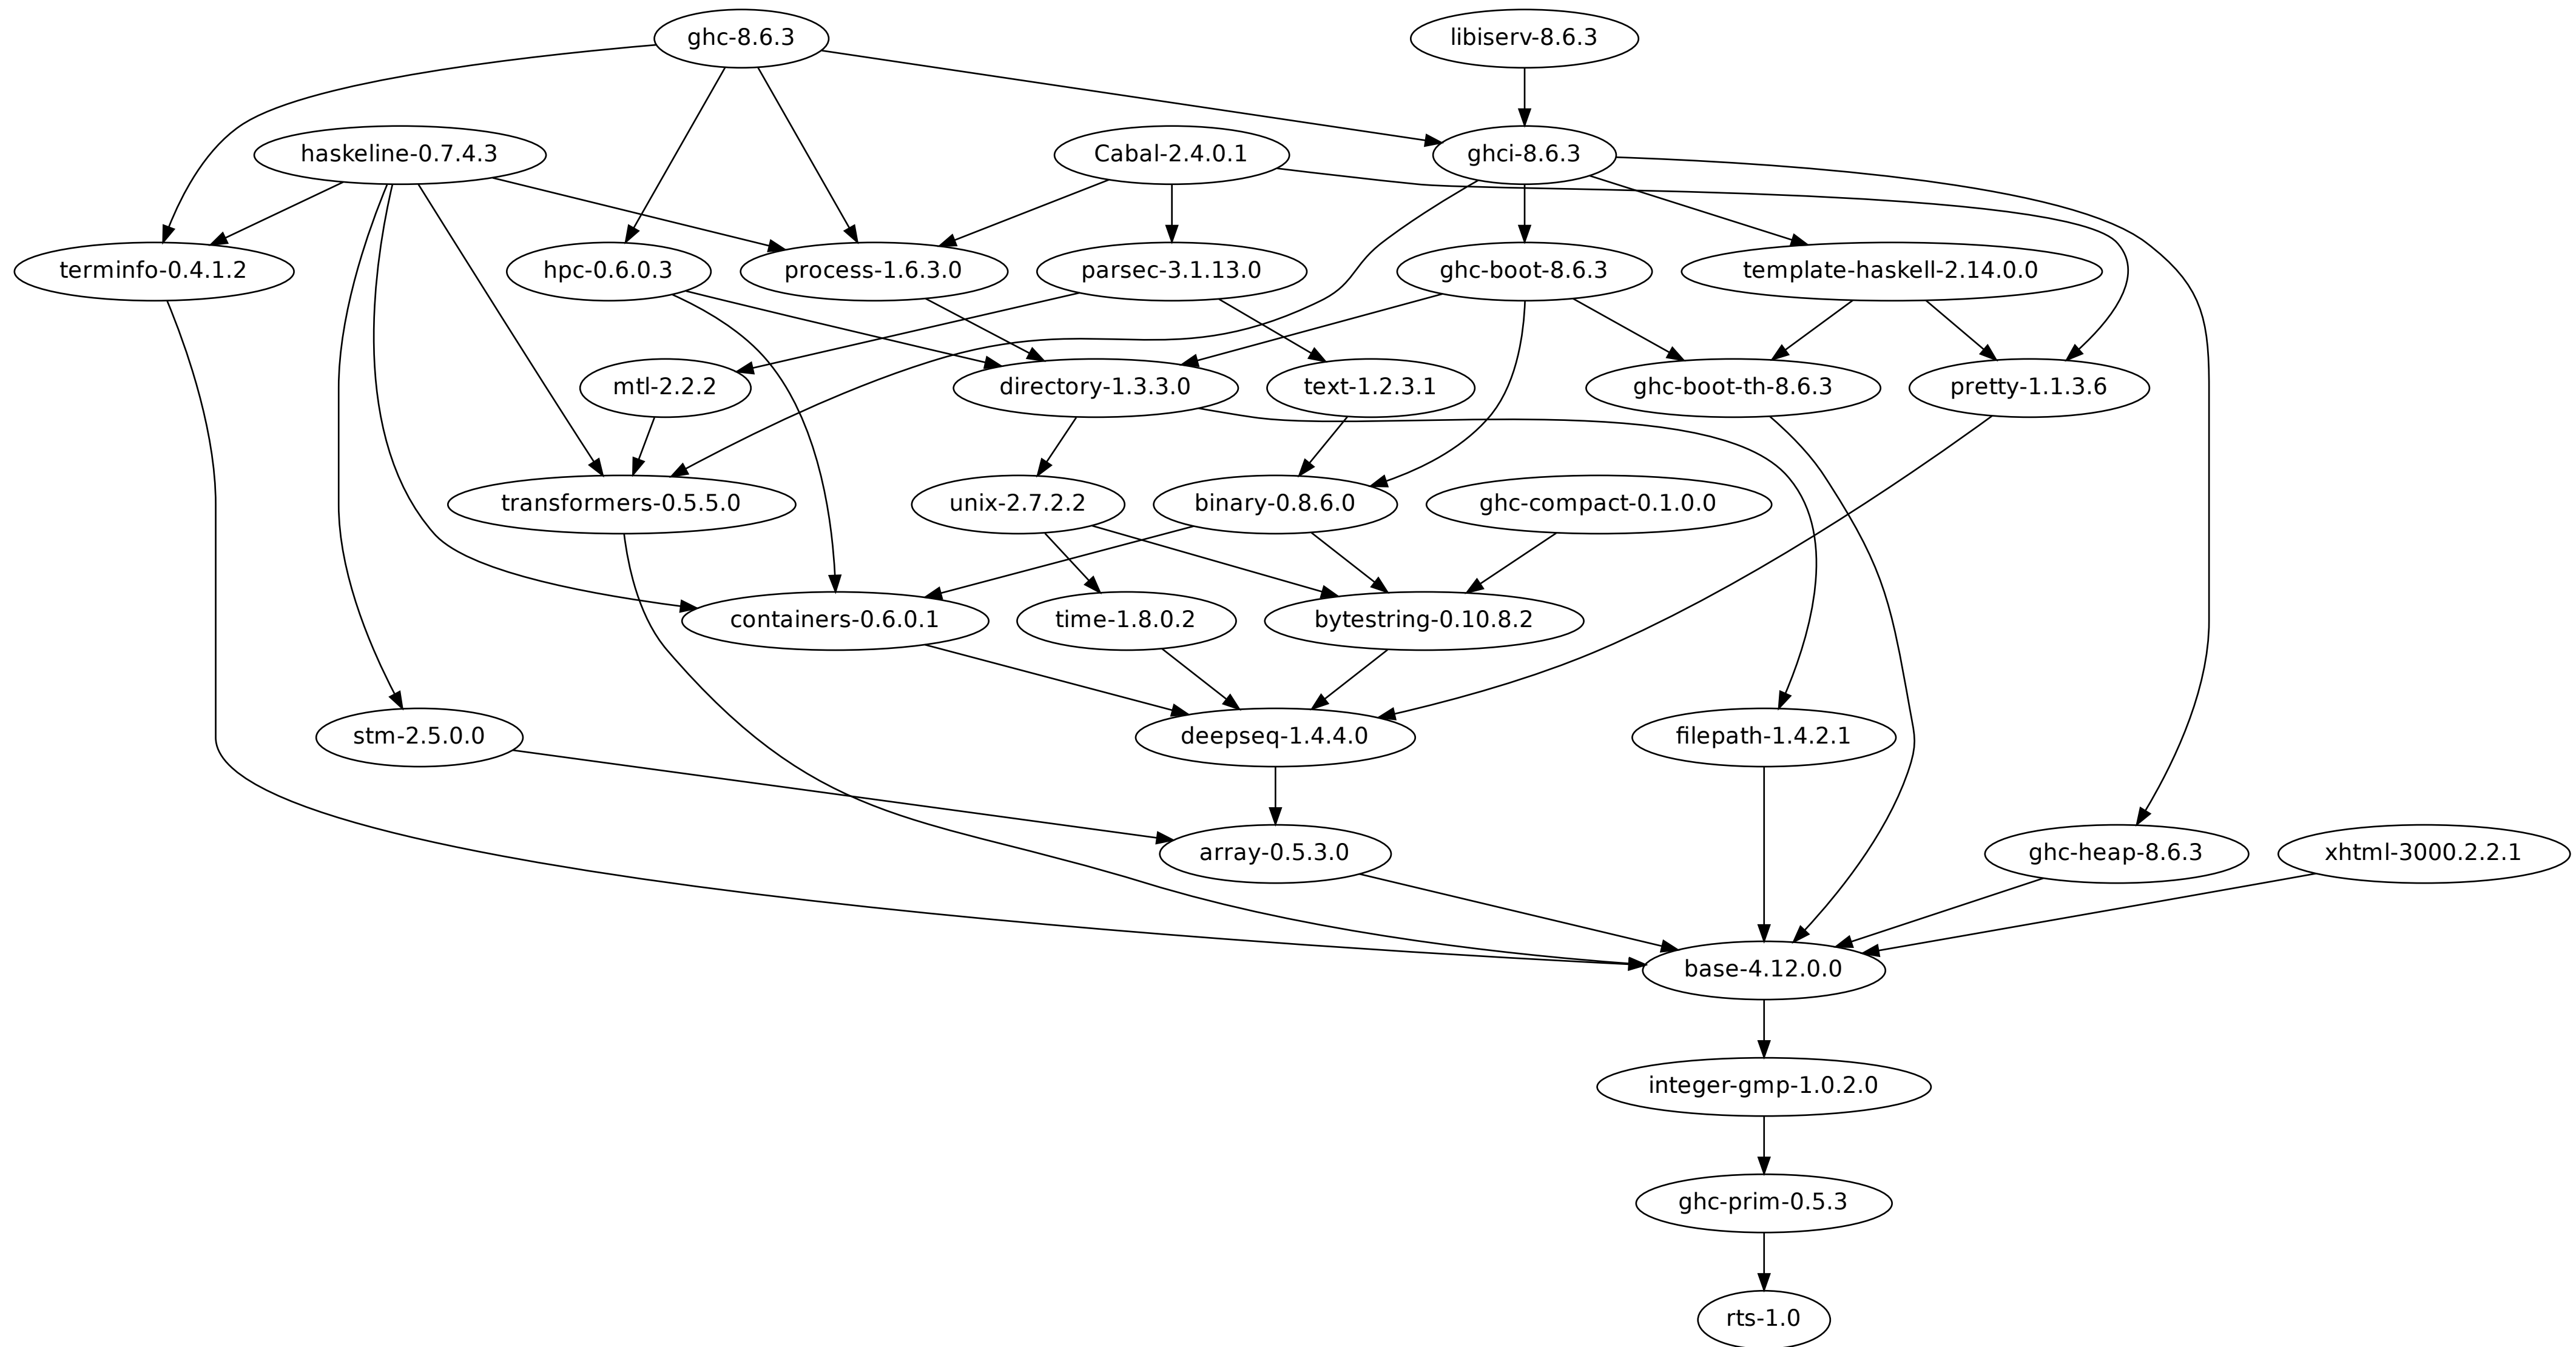 ghc-8.6.3
libiserv-8.6.3
haskeline-0.7.4.3
Cabal-2.4.0.1
ghci-8.6.3
terminfo-0.4.1.2
hpc-0.6.0.3
process-1.6.3.0
parsec-3.1.13.0
ghc-boot-8.6.3
template-haskell-2.14.0.0
mtl-2.2.2
directory-1.3.3.0
text-1.2.3.1
ghc-boot-th-8.6.3
pretty-1.1.3.6
transformers-0.5.5.0
unix-2.7.2.2
binary-0.8.6.0
ghc-compact-0.1.0.0
containers-0.6.0.1
time-1.8.0.2
bytestring-0.10.8.2
stm-2.5.0.0
deepseq-1.4.4.0
filepath-1.4.2.1
array-0.5.3.0
ghc-heap-8.6.3
xhtml-3000.2.2.1
base-4.12.0.0
integer-gmp-1.0.2.0
ghc-prim-0.5.3
rts-1.0